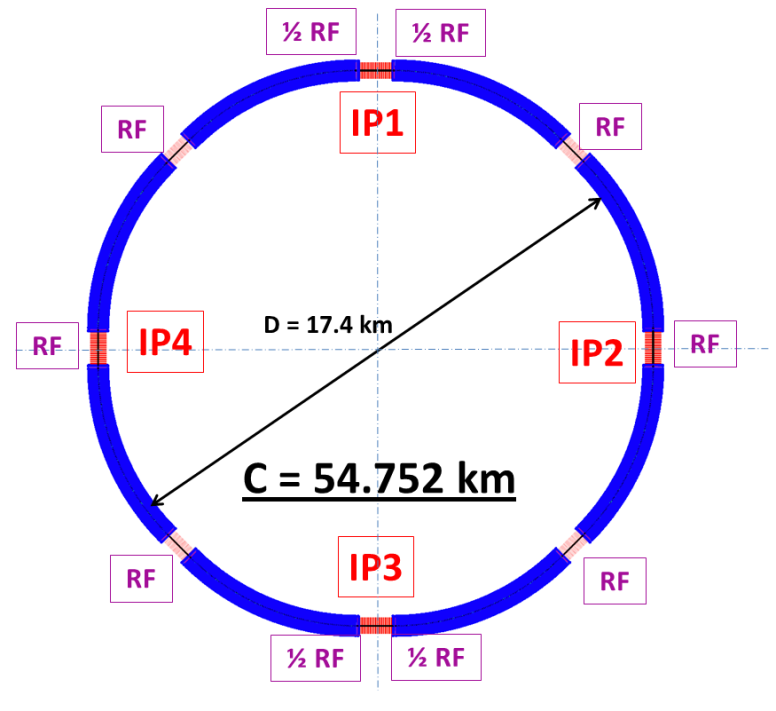 ½ RF
½ RF
IP1
RF
RF
D = 17.4 km
RF
IP4
IP2
RF
C = 54.752 km
IP3
RF
RF
½ RF
½ RF